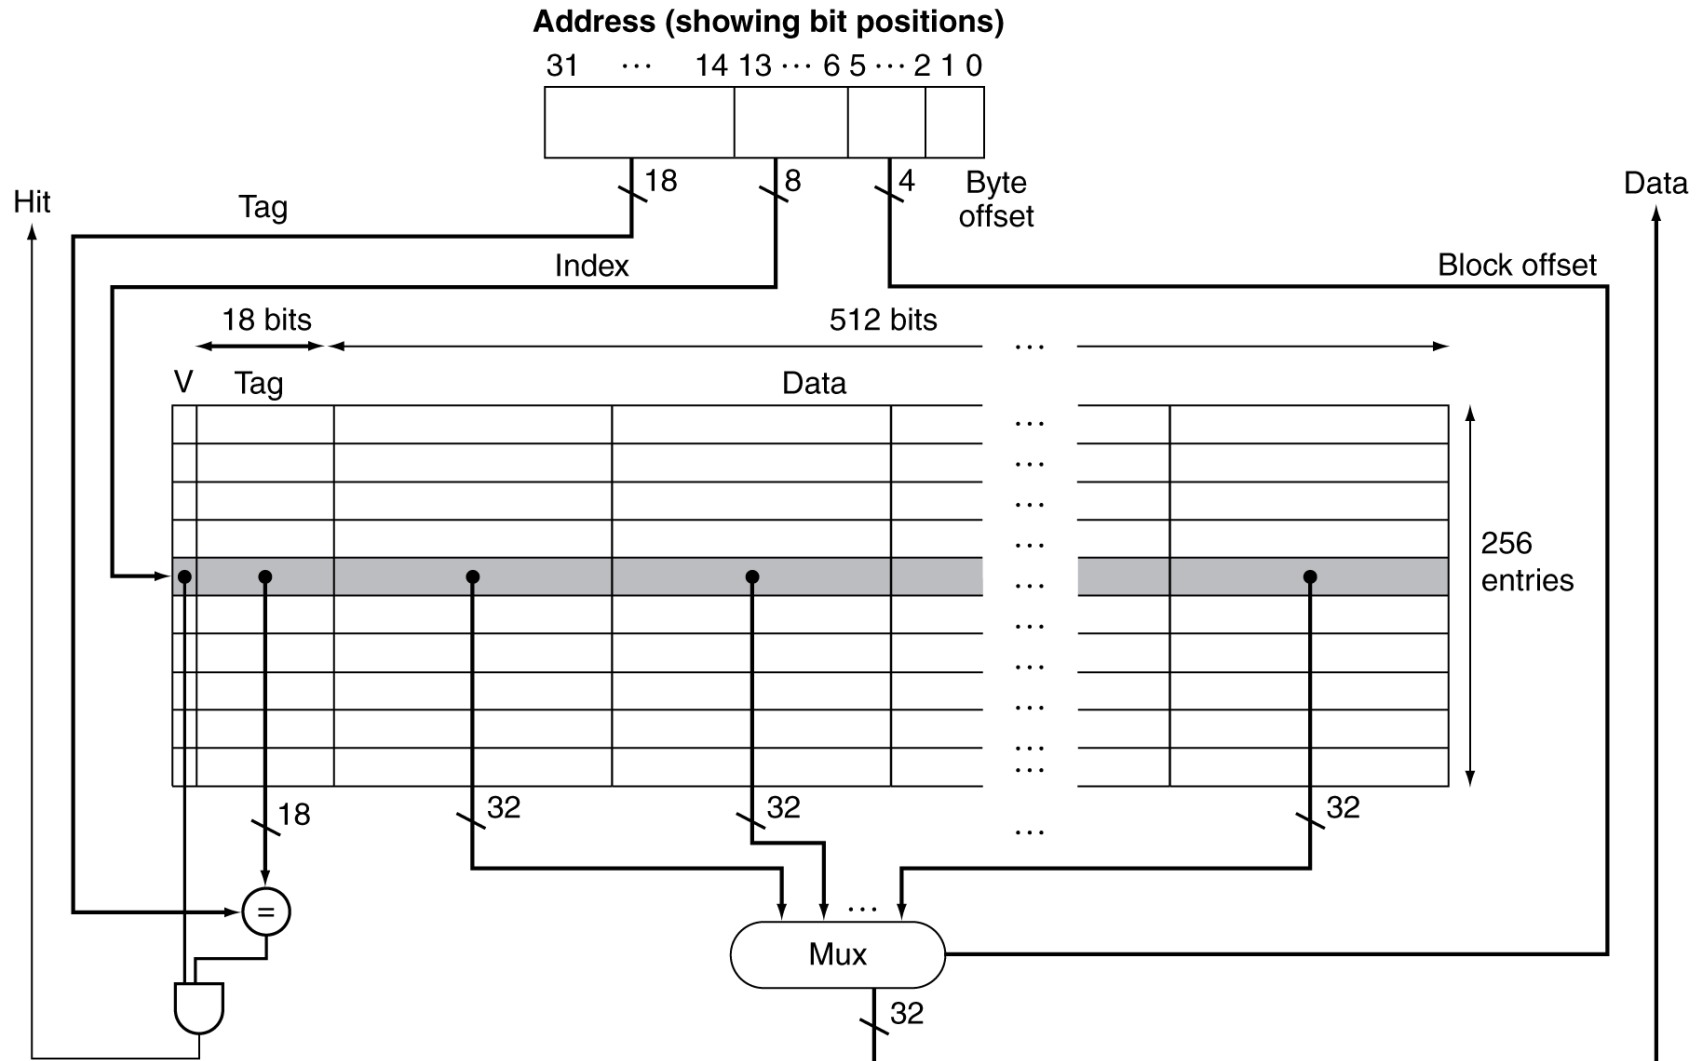 Address (showing bit positions)
31 ··· 14 13 ··· 6 5 ··· 2 1 0
18 8 4 Byte
offset
Hit
Tag
Data
Index
Block offset
18 bits
512 bits
···
V Tag Data
···
···
···
···
···
···
···
···
···
···
256
entries
18 32 32 ··· 32
=
···
Mux
32